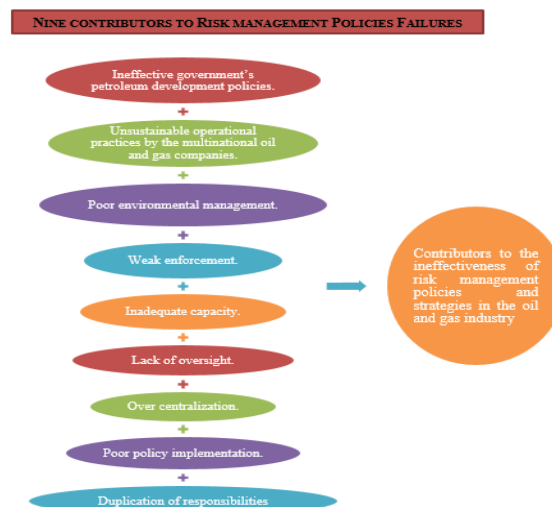 NINE CONTRIBUTORS TO RISK MANAGEMENT POLICIES FAILURES
Ineffective government's
petroleum development policies.
+
Unsustainable operational
practices by the multinational oil
and gas companies.
+
Poor environmental management.
+
Weak enforcement.
+
Inadequate capacity.
+
Lack of oversight.
+
Over centralization.
+
Poor policy implementation.
+
Duplication of responsibilities
Contributors to the
ineffectiveness of
risk management
policies and
strategies in the oil
and gas industry